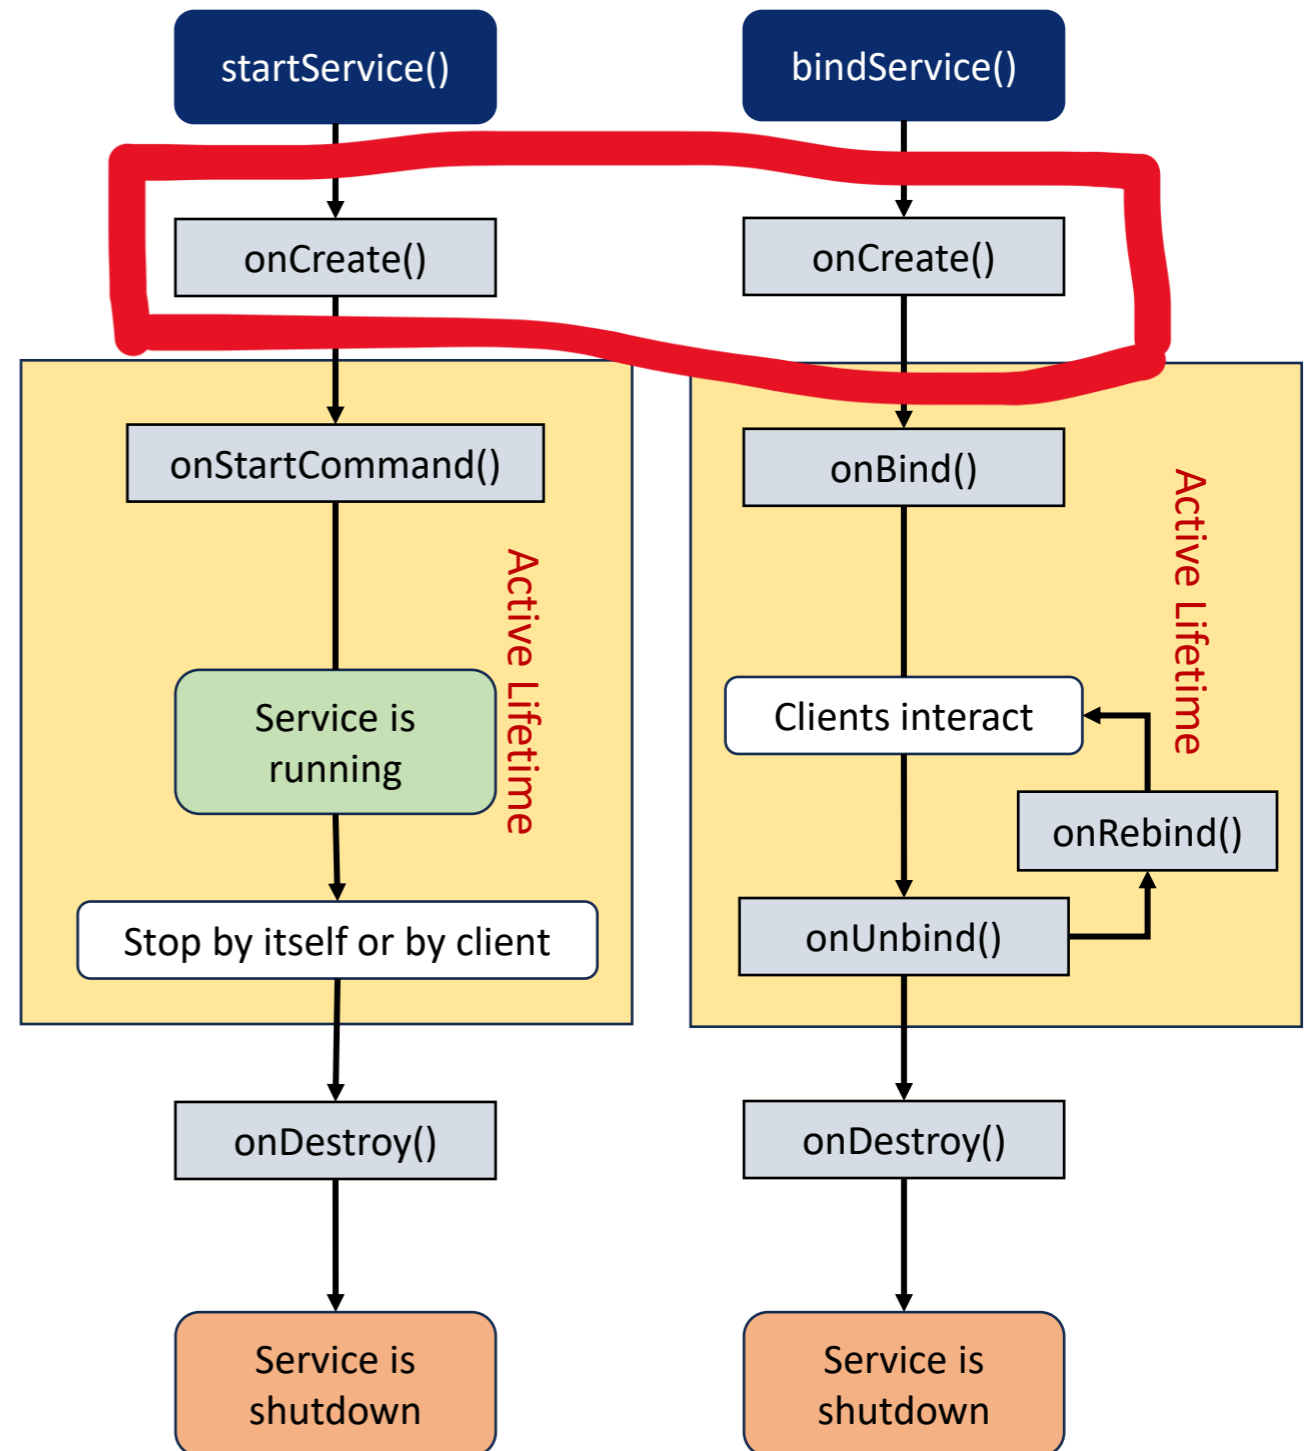 startService()
onCreate()
onStartCommand()
Active Lifetime
Service is
running
Stop by itself or by client
onDestroy()
Service is
shutdown
bindService()
onCreate()
onBind()
Active Lifetime
Clients interact
onRebind()
onUnbind()
onDestroy()
Service is
shutdown